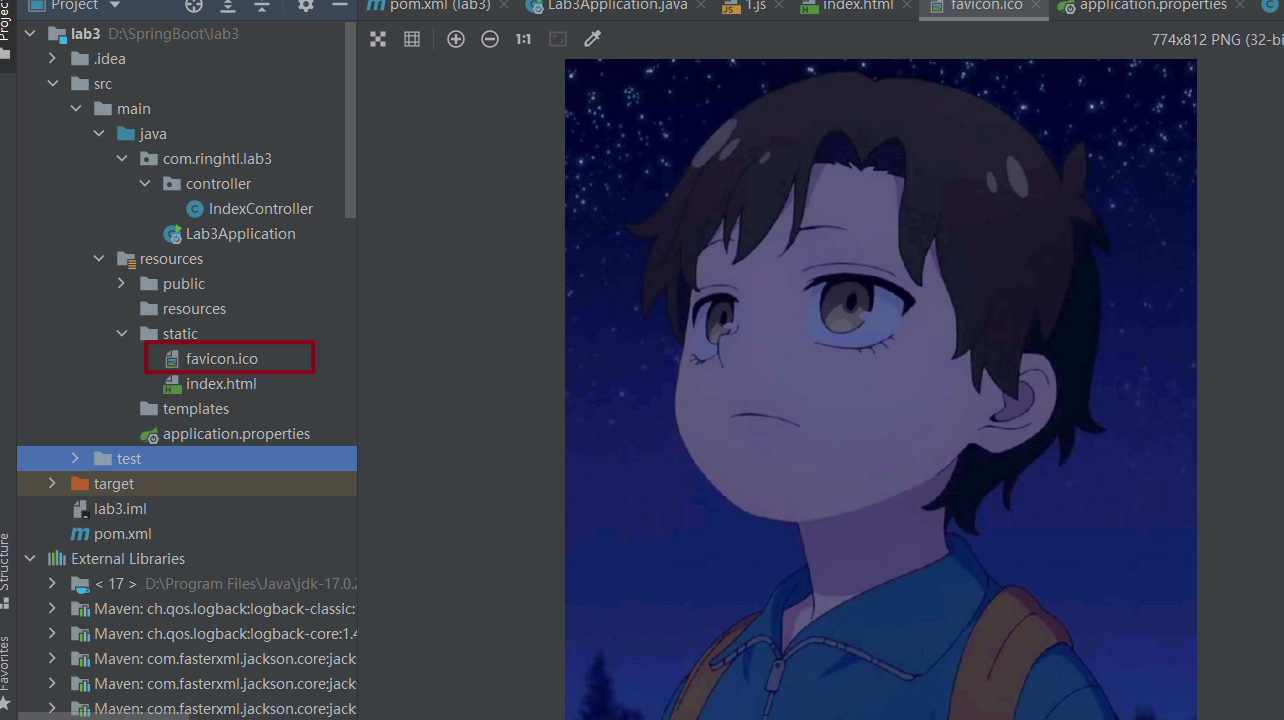 Project
pom.xml (lab3)
Lab3Application.java
1.js
index.html
favicon.ico
application.properties
1:1
774x812 PNG (32-bi
lab3 D:\SpringBoot\lab3
.idea
src
main
java
com.ringhtl.lab3
controller
IndexController
Lab3Application
resources
public
resources
static
favicon.ico
index.html
templates
application.properties
test
target
lab3.iml
pom.xml
External Libraries
< 17 > D:\Program Files\Java\jdk-17.0.2
Maven: ch.qos.logback:logback-classic:
Maven: ch.qos.logback:logback-core:1.4
Maven: com.fasterxml.jackson.core:jack
Maven: com.fasterxml.jackson.core:jack
Maven: com.fasterxml.jackson.core:jack
Project
Structure
Favorites